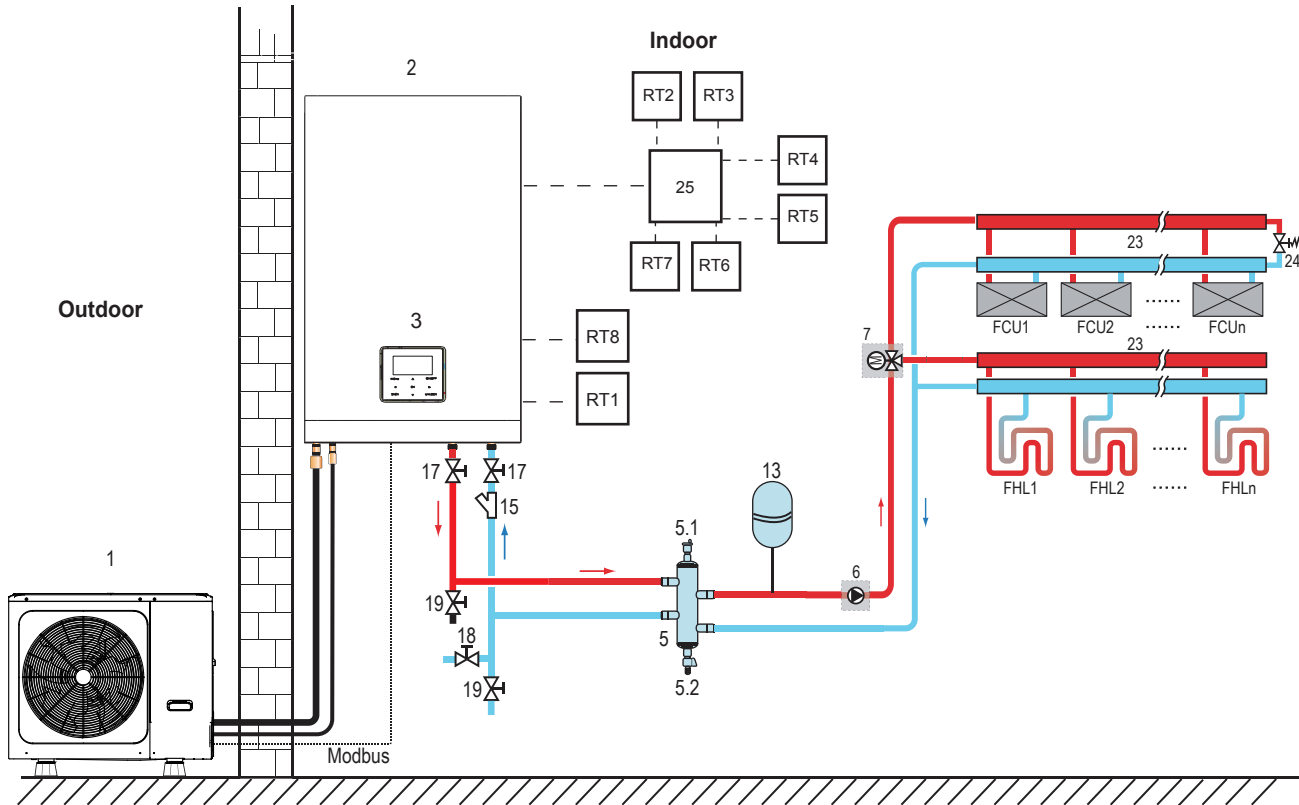 Indoor
2
RT2
RT3
RT4
25
RT5
RT7
RT6
23
24
Outdoor
FCU1
FCU2
......
......
FCUn
3
RT8
7
23
RT1
17
17
13
FHL1
FHL2
......
......
FHLn
15
5.1
1
6
19
18
5
19
5.2
Modbus